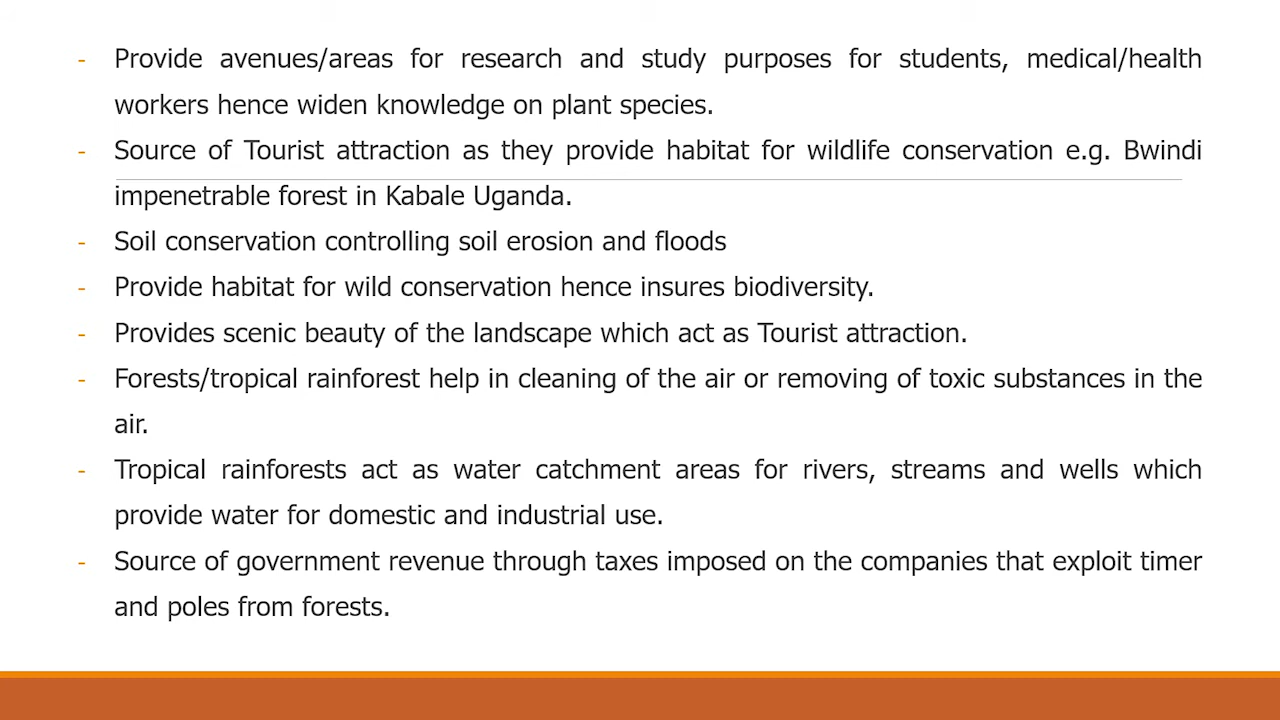 - Provide avenues/areas for research and study purposes for students, medical/health
workers hence widen knowledge on plant species.
- Source of Tourist attraction as they provide habitat for wildlife conservation e.g. Bwindi
impenetrable forest in Kabale Uganda.
- Soil conservation controlling soil erosion and floods
- Provide habitat for wild conservation hence insures biodiversity.
- Provides scenic beauty of the landscape which act as Tourist attraction.
- Forests/tropical rainforest help in cleaning of the air or removing of toxic substances in the
air.
- Tropical rainforests act as water catchment areas for rivers, streams and wells which
provide water for domestic and industrial use.
- Source of government revenue through taxes imposed on the companies that exploit timer
and poles from forests.